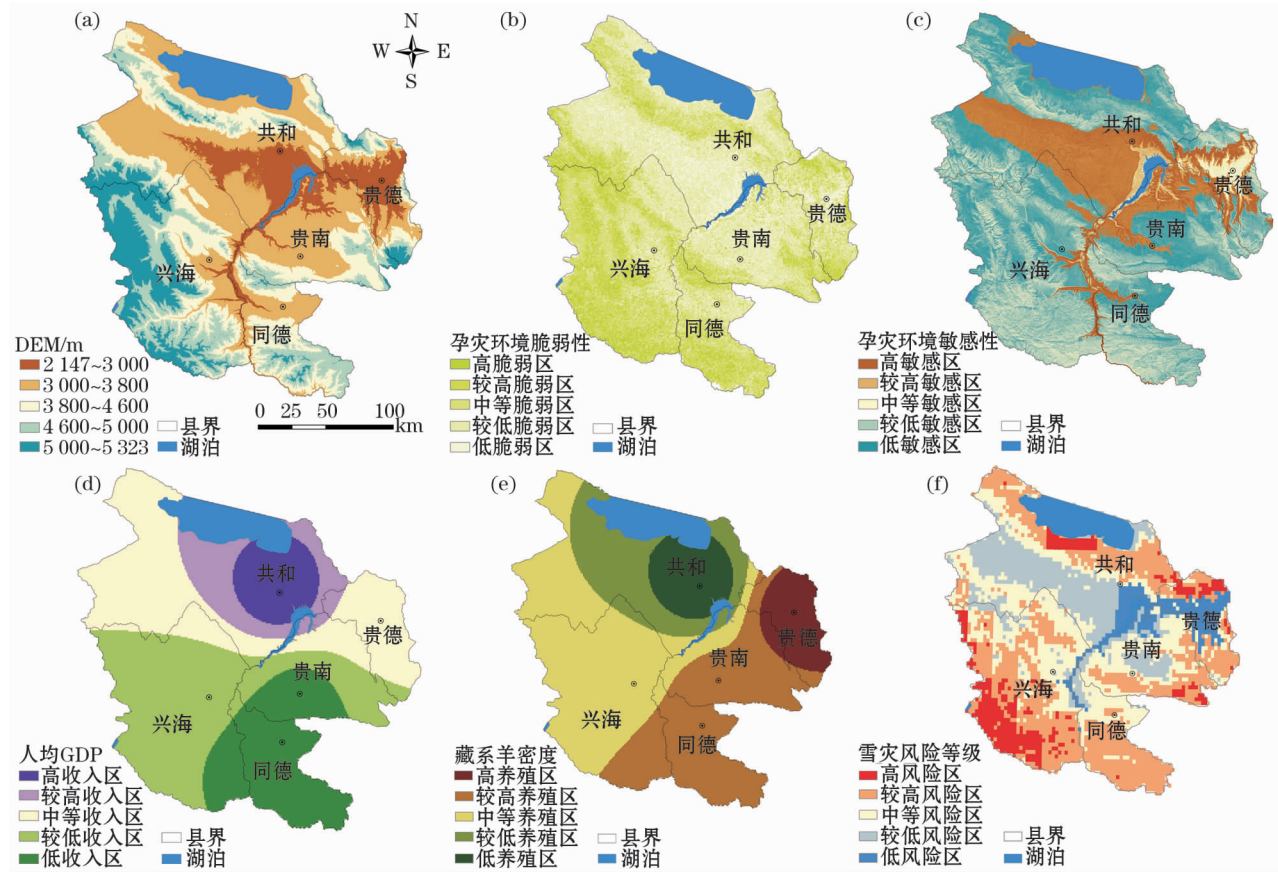 (a)
N
W E
S
共和
贵德
贵南
兴海
同德
DEM/m
2 147~3 000
3 000~3 800
3 800~4 600
4 600~5 000
5 000~5 323
县界
湖泊
0 25 50 100
km
(b)
共和
贵德
贵南
兴海
同德
孕灾环境脆弱性
高脆弱区
较高脆弱区
中等脆弱区
较低脆弱区
低脆弱区
县界
湖泊
(c)
共和
贵德
贵南
兴海
同德
孕灾环境敏感性
高敏感区
较高敏感区
中等敏感区
较低敏感区
低敏感区
县界
湖泊
(d)
共和
贵德
贵南
兴海
同德
人均GDP
高收入区
较高收入区
中等收入区
较低收入区
低收入区
县界
湖泊
(e)
共和
贵德
贵南
兴海
同德
藏系羊密度
高养殖区
较高养殖区
中等养殖区
较低养殖区
低养殖区
县界
湖泊
(f)
共和
贵德
贵南
兴海
同德
雪灾风险等级
高风险区
较高风险区
中等风险区
较低风险区
低风险区
县界
湖泊